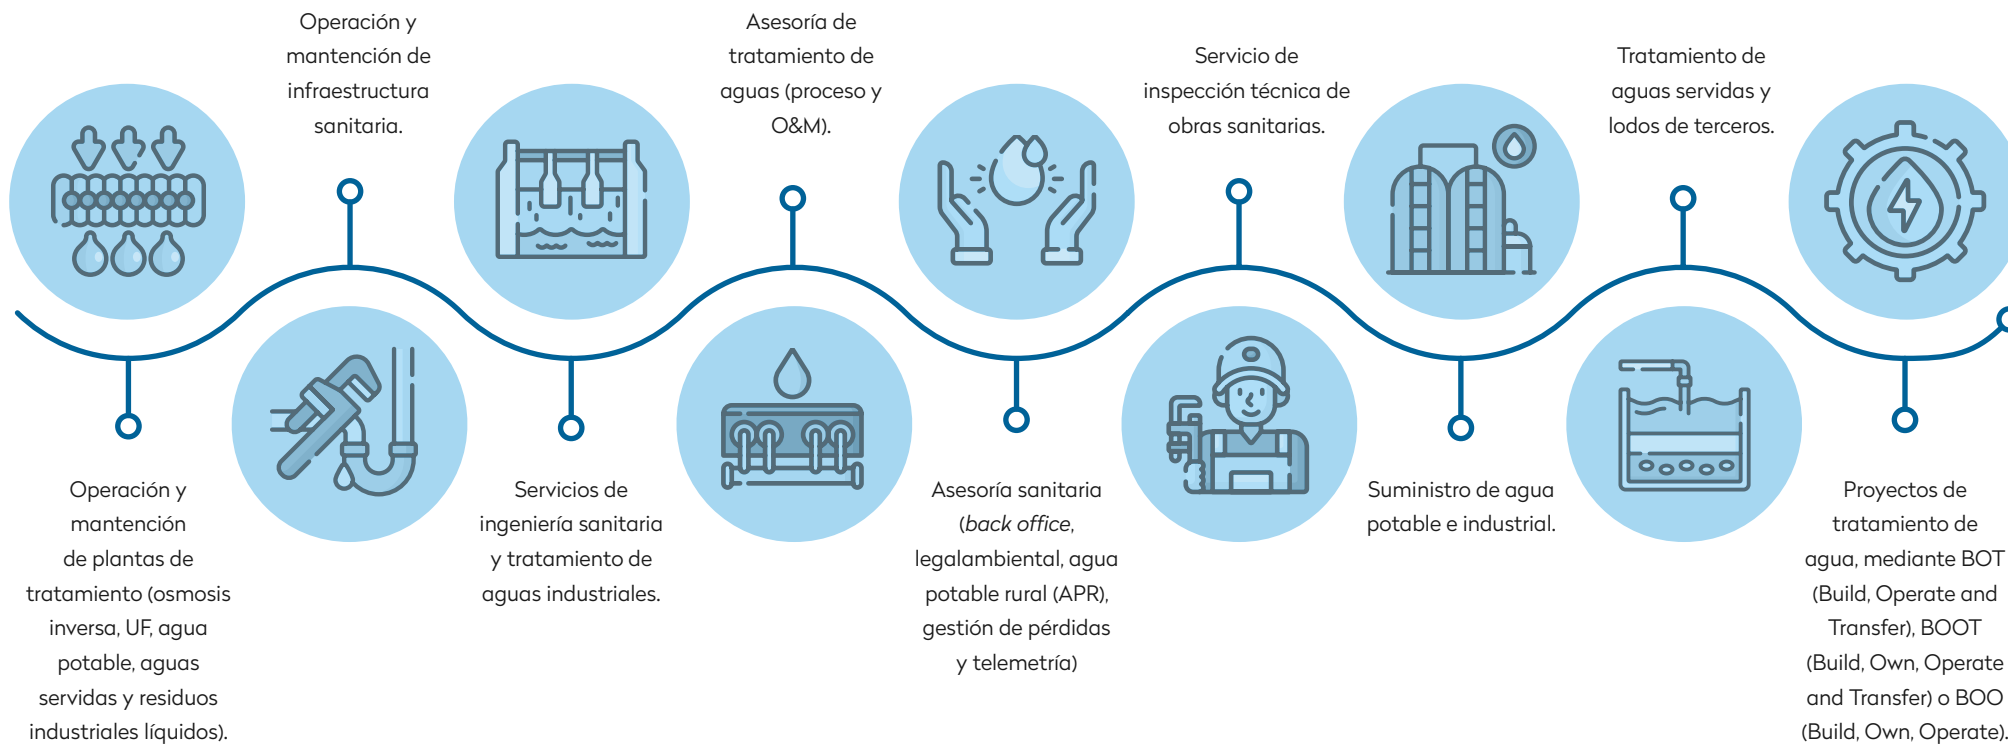 Operación y
mantención
de plantas de
tratamiento (osmosis
inversa, UF, agua
potable, aguas
servidas y residuos
industriales líquidos).
Operación y
mantención de
infraestructura
sanitaria.
Servicios de
ingeniería sanitaria
y tratamiento de
aguas industriales.
Asesoría de
tratamiento de
aguas (proceso y
O&M).
Asesoría sanitaria
(back office,
legalambiental, agua
potable rural (APR),
gestión de pérdidas
y telemetría)
Servicio de
inspección técnica de
obras sanitarias.
Suministro de agua
potable e industrial.
Tratamiento de
aguas servidas y
lodos de terceros.
Proyectos de
tratamiento de
agua, mediante BOT
(Build, Operate and
Transfer), BOOT
(Build, Own, Operate
and Transfer) o BOO
(Build, Own, Operate).